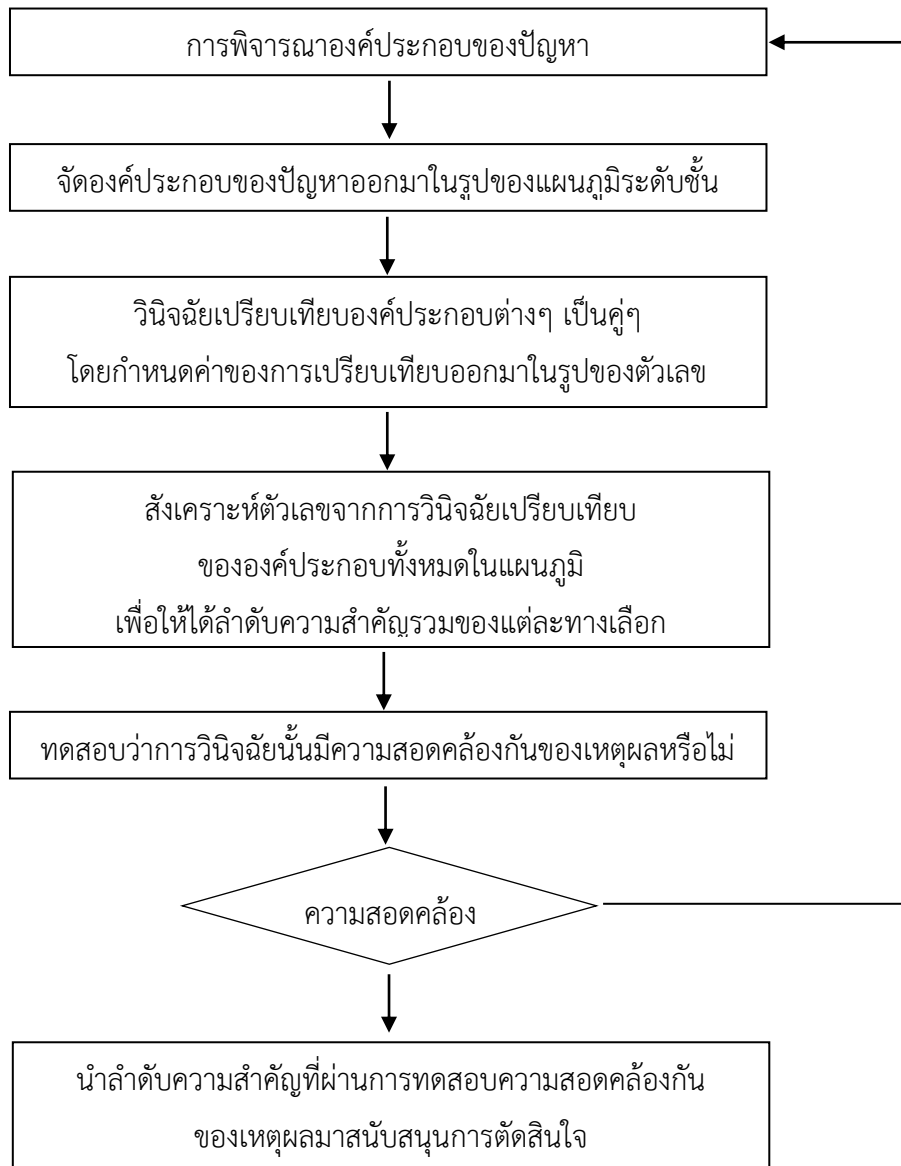 การพิจารณาองค์ประกอบของปัญหา
จัดองค์ประกอบของปัญหาออกมาในรูปของแผนภูมิระดับชั้น
วินิจฉัยเปรียบเทียบองค์ประกอบต่างๆ เป็นคู่ๆ
โดยกำหนดค่าของการเปรียบเทียบออกมาในรูปของตัวเลข
สังเคราะห์ตัวเลขจากการวินิจฉัยเปรียบเทียบ
ขององค์ประกอบทั้งหมดในแผนภูมิ
เพื่อให้ได้ลำดับความสำคัญรวมของแต่ละทางเลือก
ทดสอบว่าการวินิจฉัยนั้นมีความสอดคล้องกันของเหตุผลหรือไม่
ความสอดคล้อง
นำลำดับความสำคัญที่ผ่านการทดสอบความสอดคล้องกัน
ของเหตุผลมาสนับสนุนการตัดสินใจ